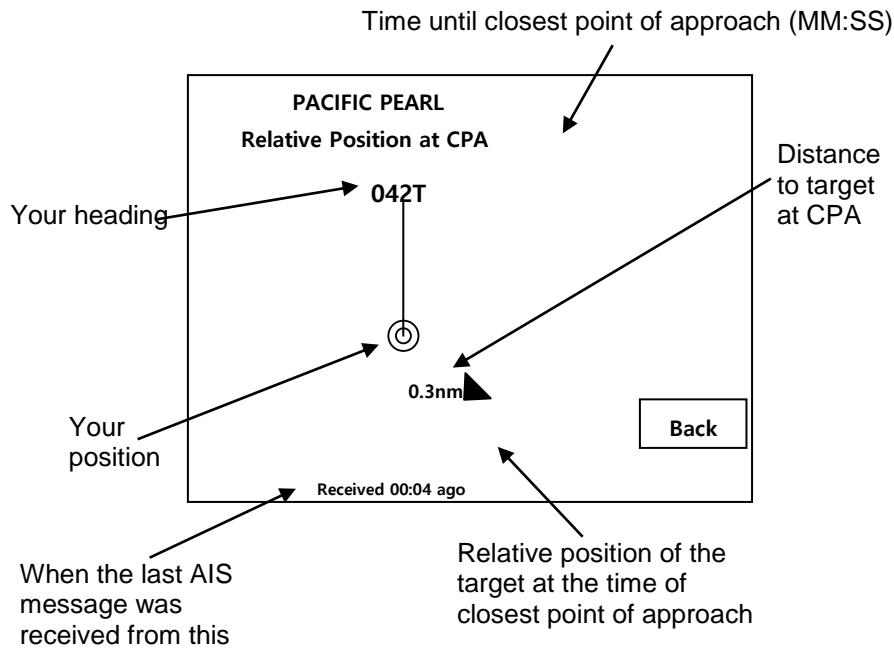 Time until closest point of approach (MM:SS)
PACIFIC PEARL
Relative Position at CPA
Distance
to target
at CPA
042T
Your heading
0.3nm
Your
position
Back
Received 00:04 ago
When the last AIS
message was
received from this
Relative position of the
target at the time of
closest point of approach